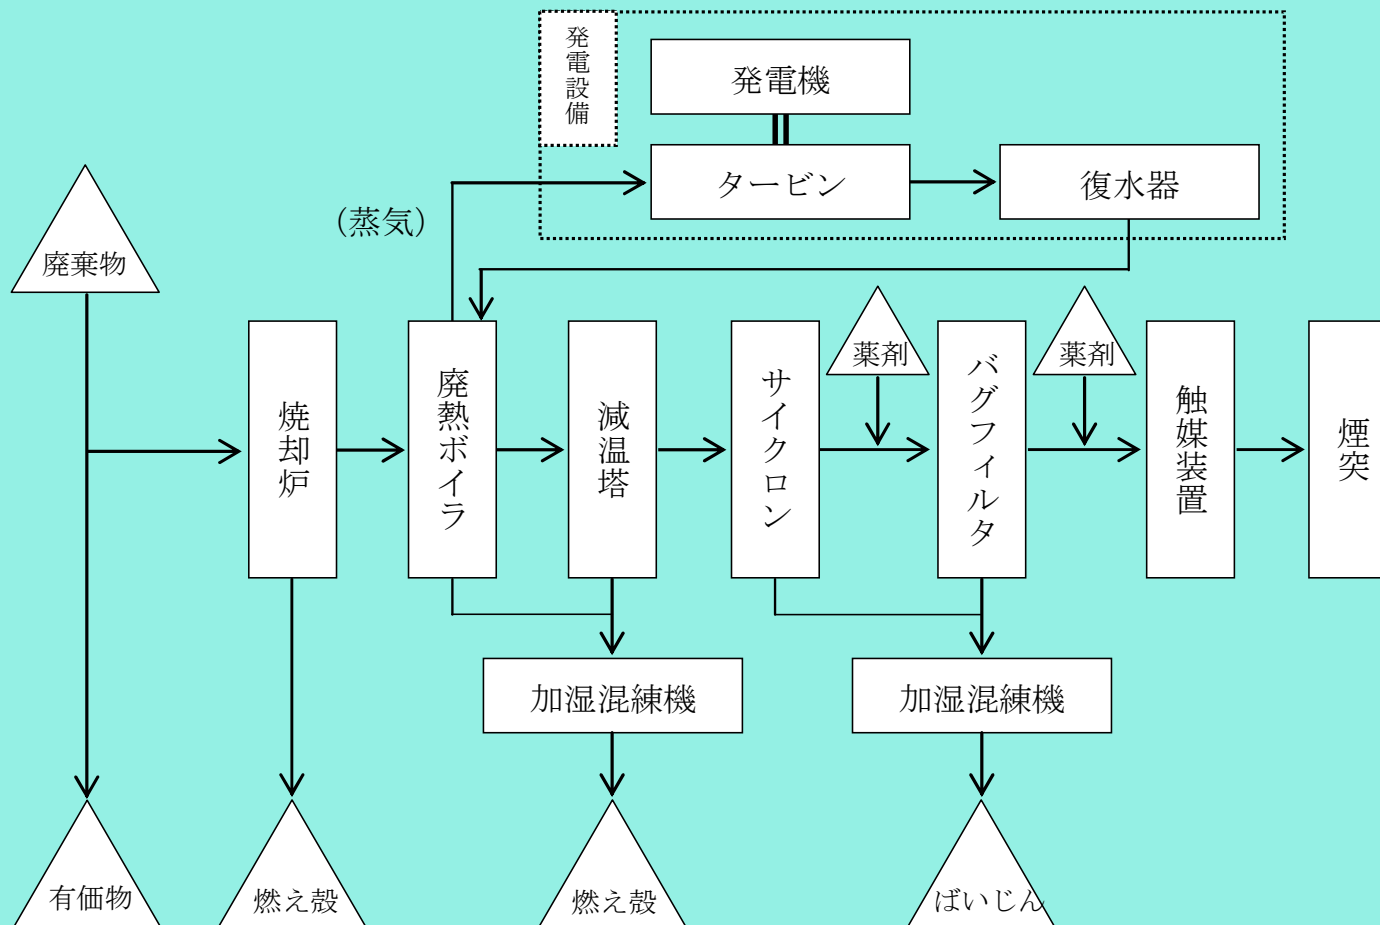 発電設備
発電機
タービン
復水器
（蒸気）
廃棄物
薬剤
薬剤
焼却炉
廃熱ボイラ
減温塔
サイクロン
バグフィルタ
触媒装置
煙突
加湿混練機
加湿混練機
有価物
燃え殻
燃え殻
ばいじん